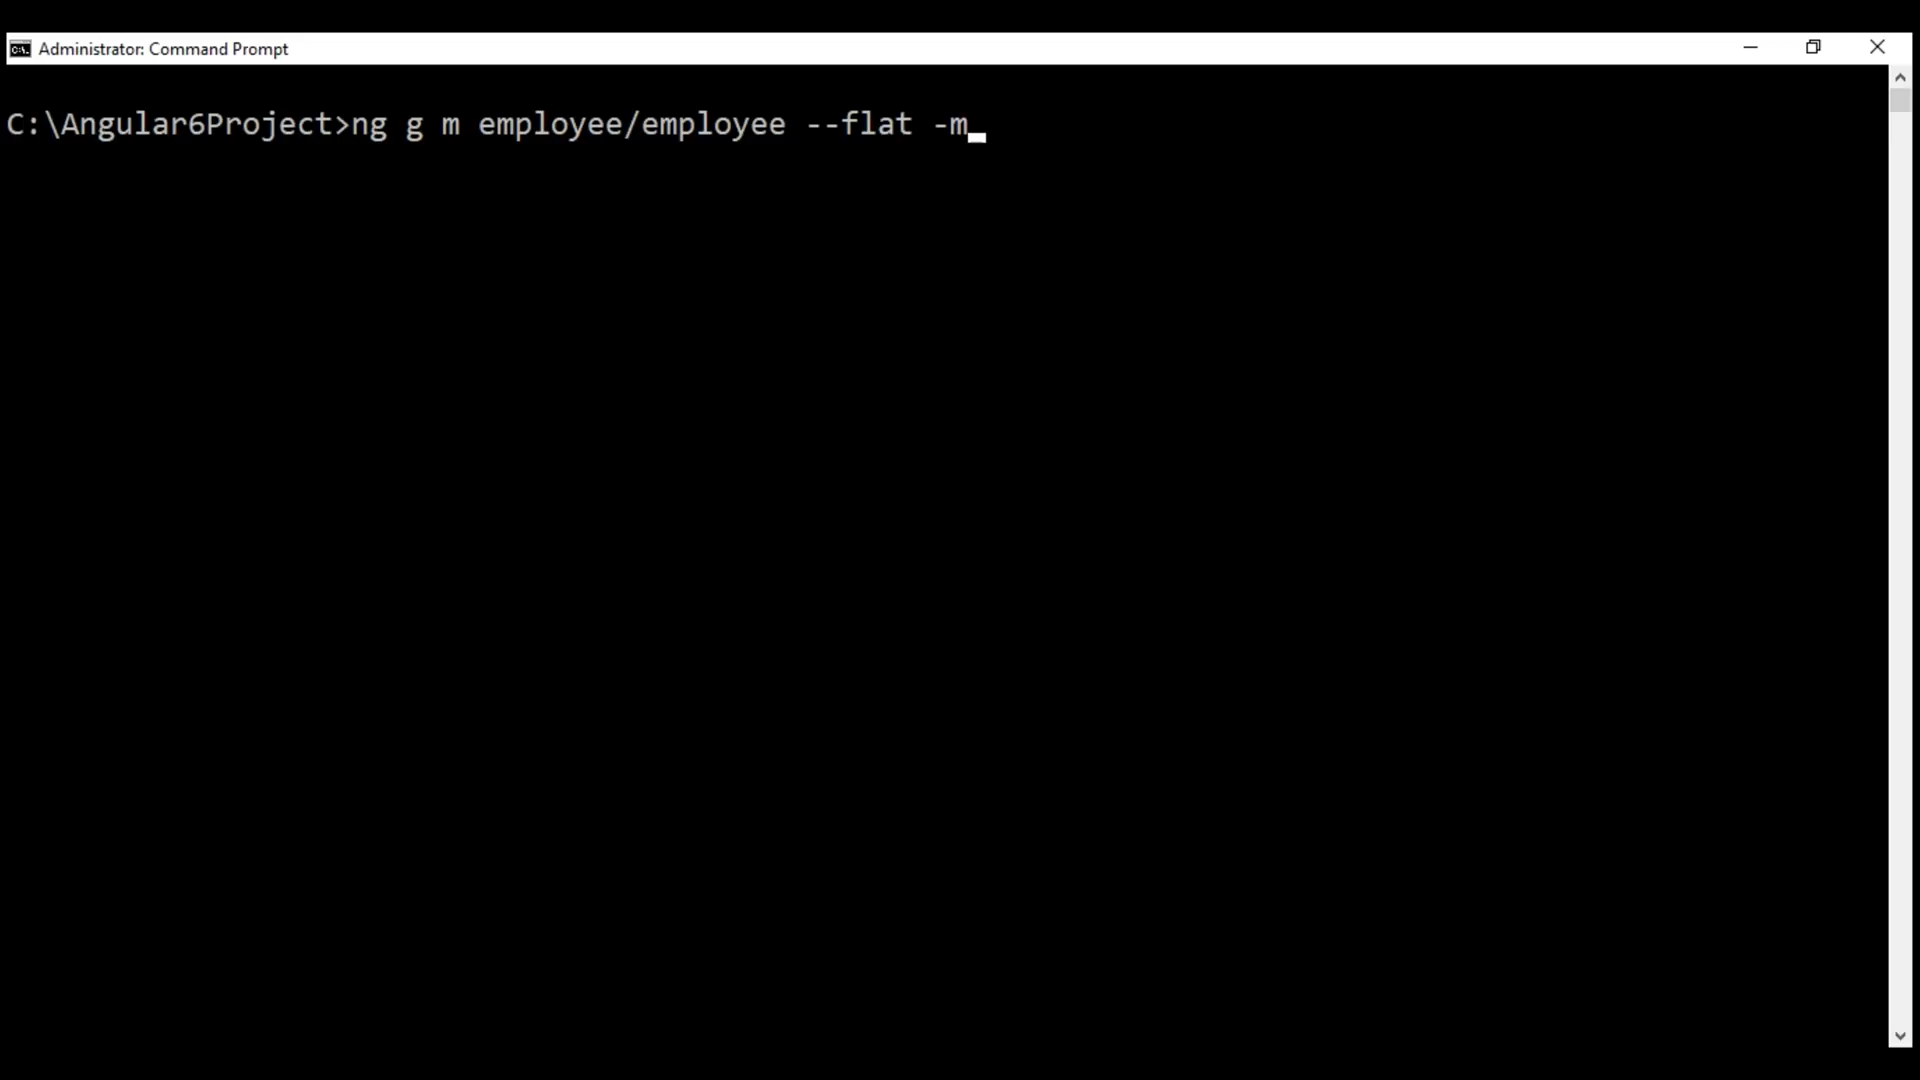 Administrator: Command Prompt
C:\Angular6Project>ng g m employee/employee --flat -m